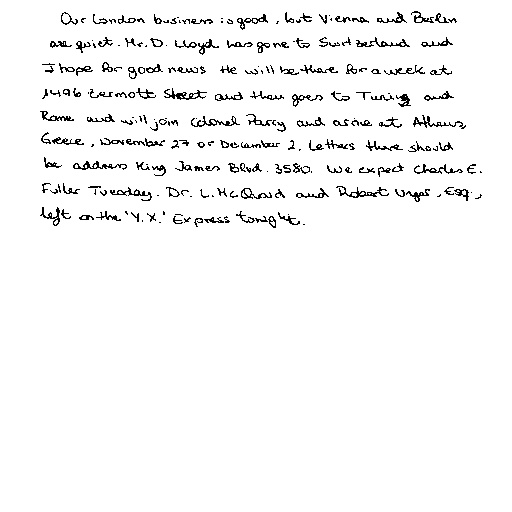 Our London business is good, but Vienna and Berlin
are quiet. Mr. D. Lloyd has gone to Switzerland and
I hope for good news He will be there for a week at
1496 Zermott Street and then goes to Turing and
Rome and will join Colonel Parry and arrive at Athens,
Greece, November 27 or December 2. Letters there should
be address King James Blvd. 3580. We expect Charles E.
Fuller Tuesday. Dr. L. McQuaid and Robert Unger, Esq.,
left on the "Y.X." Express tonight.